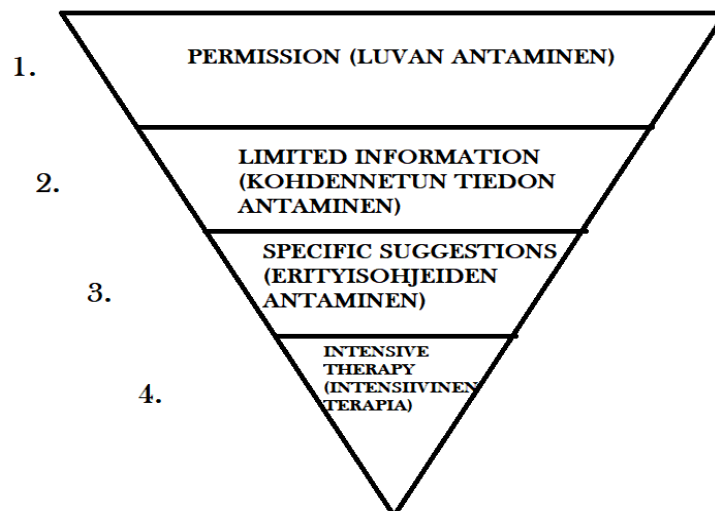 1.
PERMISSION (LUVAN ANTAMINEN)
2.
LIMITED INFORMATION
(KOHDENNETUN TIEDON
ANTAMINEN)
3.
SPECIFIC SUGGESTIONS
(ERITYISOHJEIDEN
ANTAMINEN)
4.
INTENSIVE
THERAPY
(INTENSIIVINEN
TERAPIA)